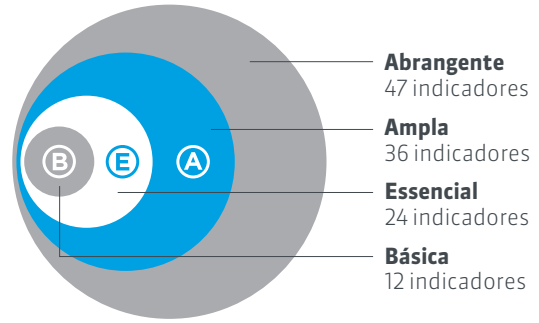 Abrangente
47 indicadores
Ampla
36 indicadores
B E A
Essencial
24 indicadores
Básica
12 indicadores